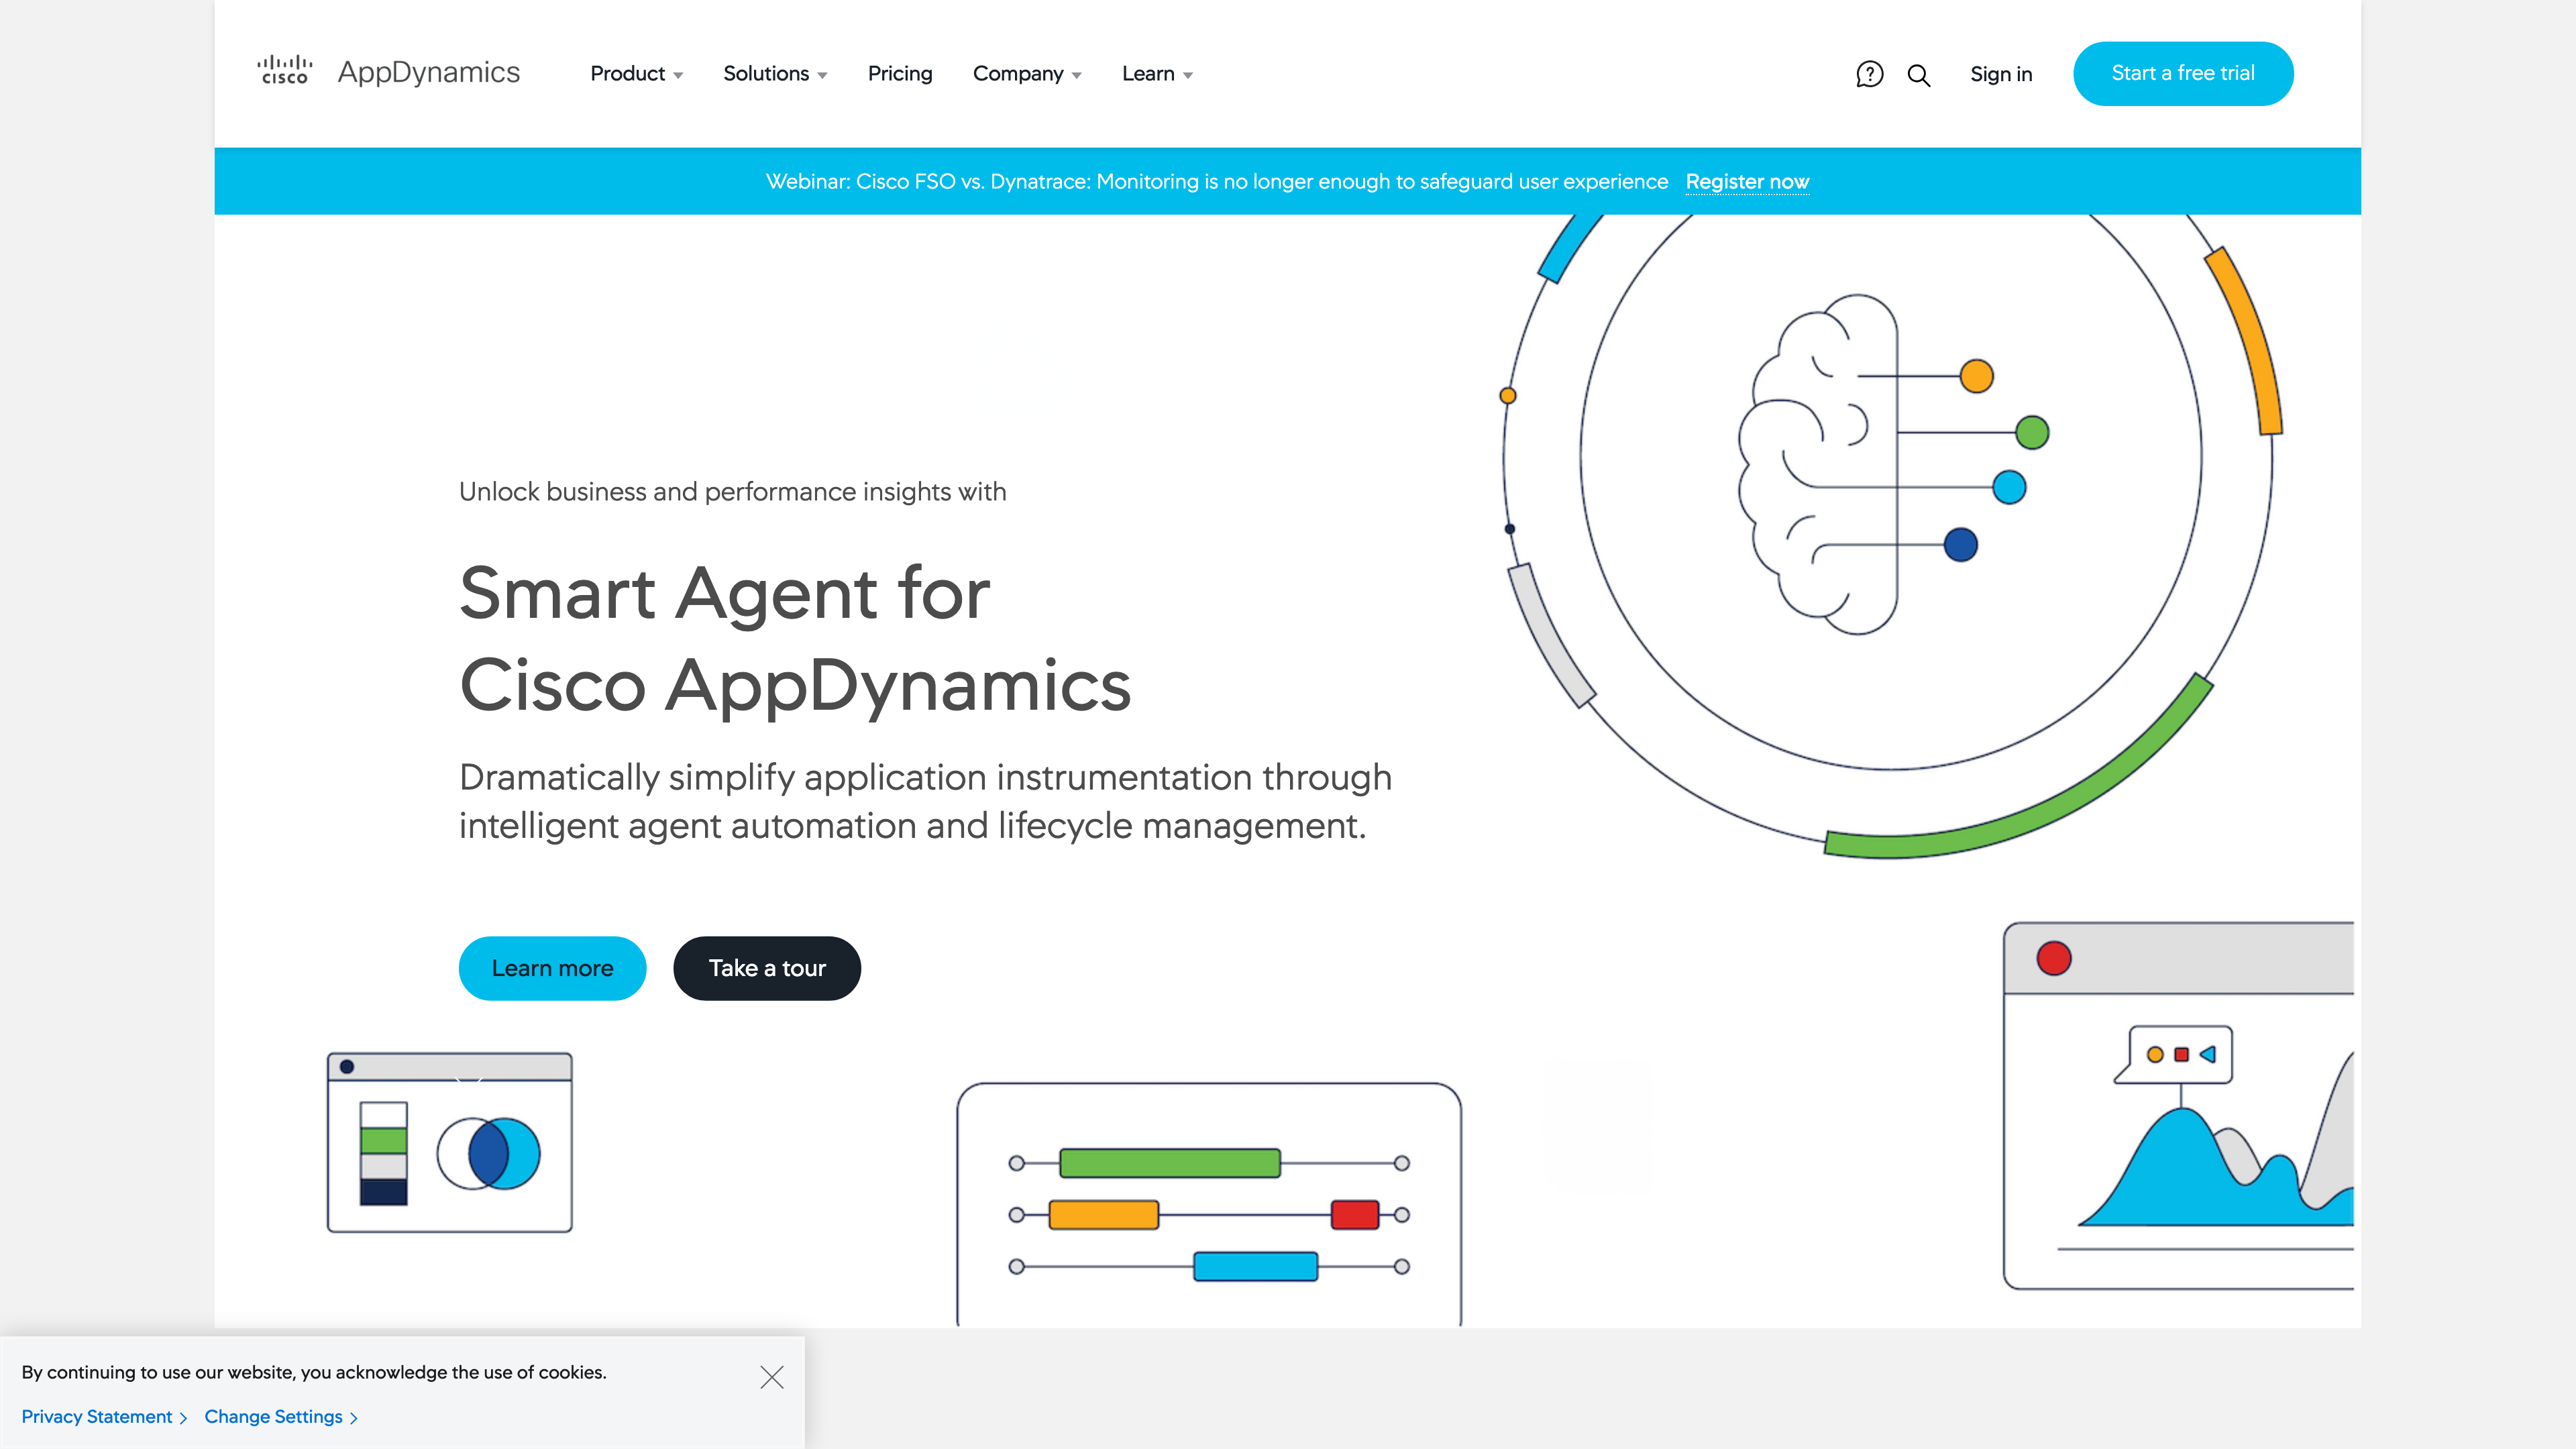 CISCO AppDynamics Product Solutions Pricing Company Learn Sign in Start a free trial
Webinar: Cisco FSO vs. Dynatrace: Monitoring is no longer enough to safeguard user experience Register now
Unlock business and performance insights with
Smart Agent for
Cisco AppDynamics
Dramatically simplify application instrumentation through
intelligent agent automation and lifecycle management.
Learn more Take a tour
By continuing to use our website, you acknowledge the use of cookies.
Privacy Statement Change Settings